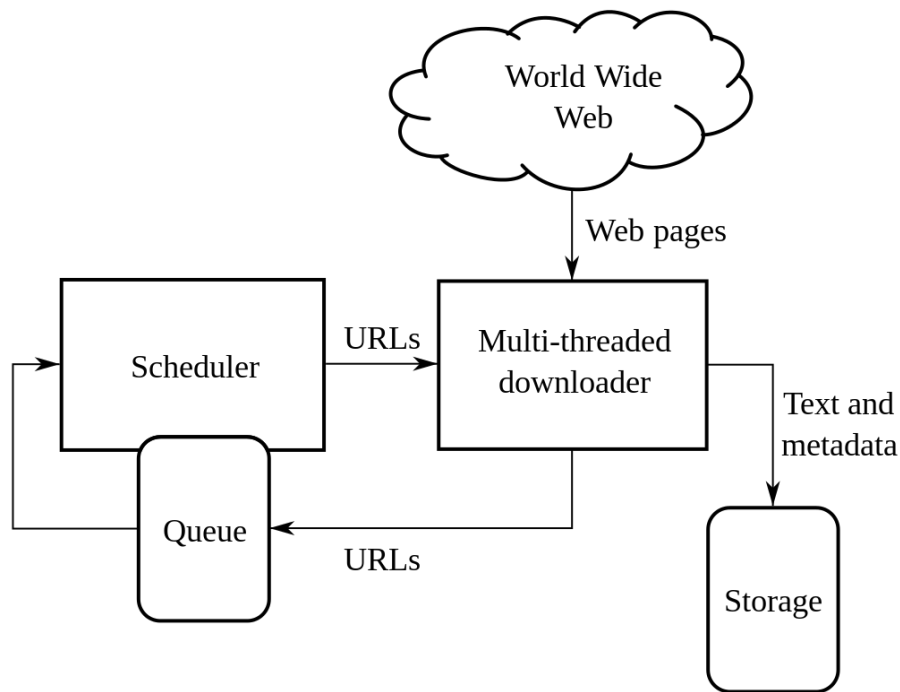 World Wide
Web
Web pages
URLs
Scheduler
Multi-threaded
downloader
Text and
metadata
Queue
URLs
Storage